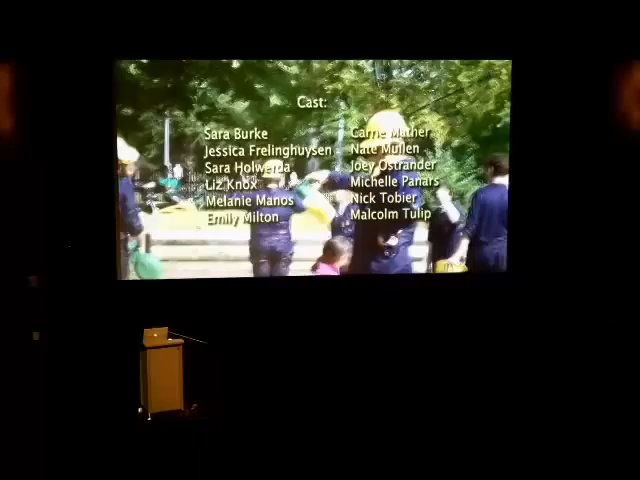 Cast:
Sara Burke
Jessica Frelinghuysen
Sara Holwerda
Liz Knox
Melanie Manos
Emily Milton
Carrie Mather
Nate Mullen
Joey Ostrander
Michelle Panars
Nick Tobier
Malcolm Tulip